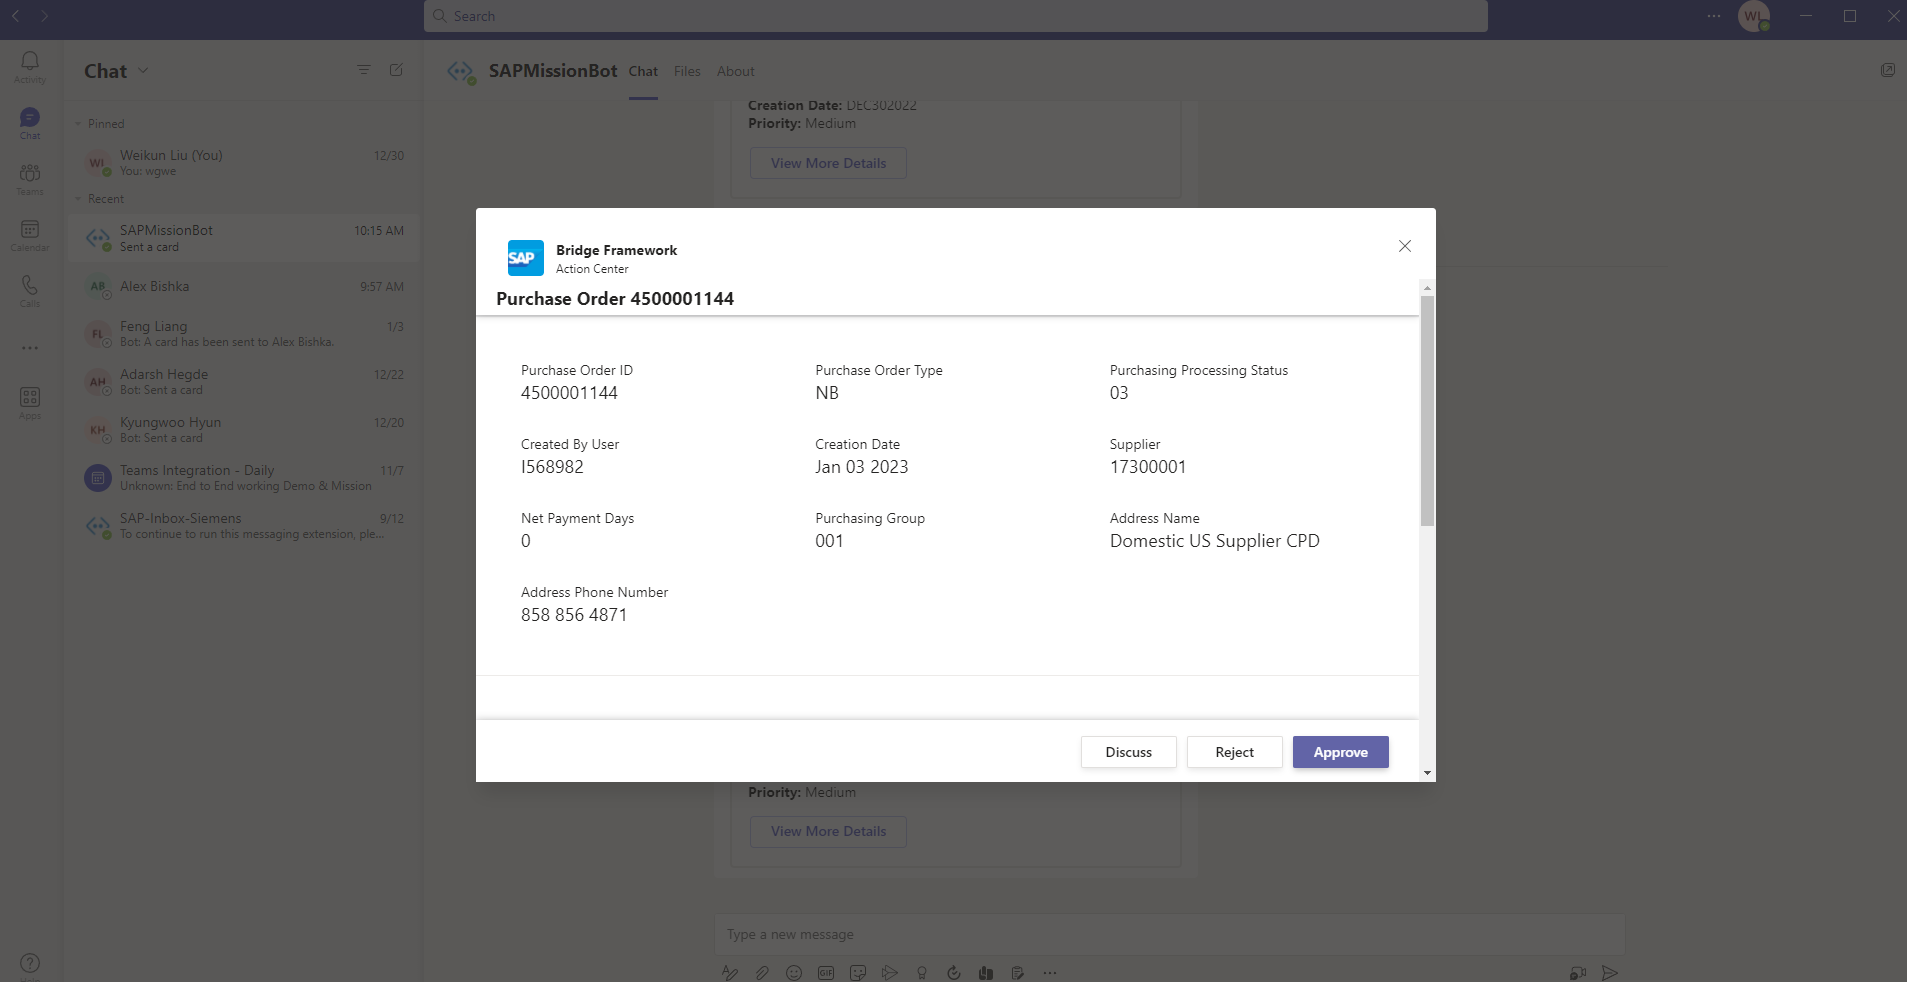 Search
WL
Activity
Chat
Teams
Calendar
Calls
Apps
Chat
Pinned
WL
Weikun Liu (You)
12/30
You: wgwe
Recent
SAPMissionBot
10:15 AM
Sent a card
AB
Alex Bishka
9:57 AM
FL
Feng Liang
1/3
Bot: A card has been sent to Alex Bishka.
AH
Adarsh Hegde
12/22
Bot: Sent a card
KH
Kyungwoo Hyun
12/20
Bot: Sent a card
Teams Integration - Daily
11/7
Unknown: End to End working Demo & Mission
SAP-Inbox-Siemens
9/12
To continue to run this messaging extension, ple...
SAPMissionBot Chat Files About
Creation Date: DEC302022
Priority: Medium
View More Details
SAP
Bridge Framework
Action Center
Purchase Order 4500001144
Purchase Order ID
4500001144
Purchase Order Type
NB
Purchasing Processing Status
03
Created By User
I568982
Creation Date
Jan 03 2023
Supplier
17300001
Net Payment Days
0
Purchasing Group
001
Address Name
Domestic US Supplier CPD
Address Phone Number
858 856 4871
Discuss Reject Approve
Priority: Medium
View More Details
Type a new message
GIF